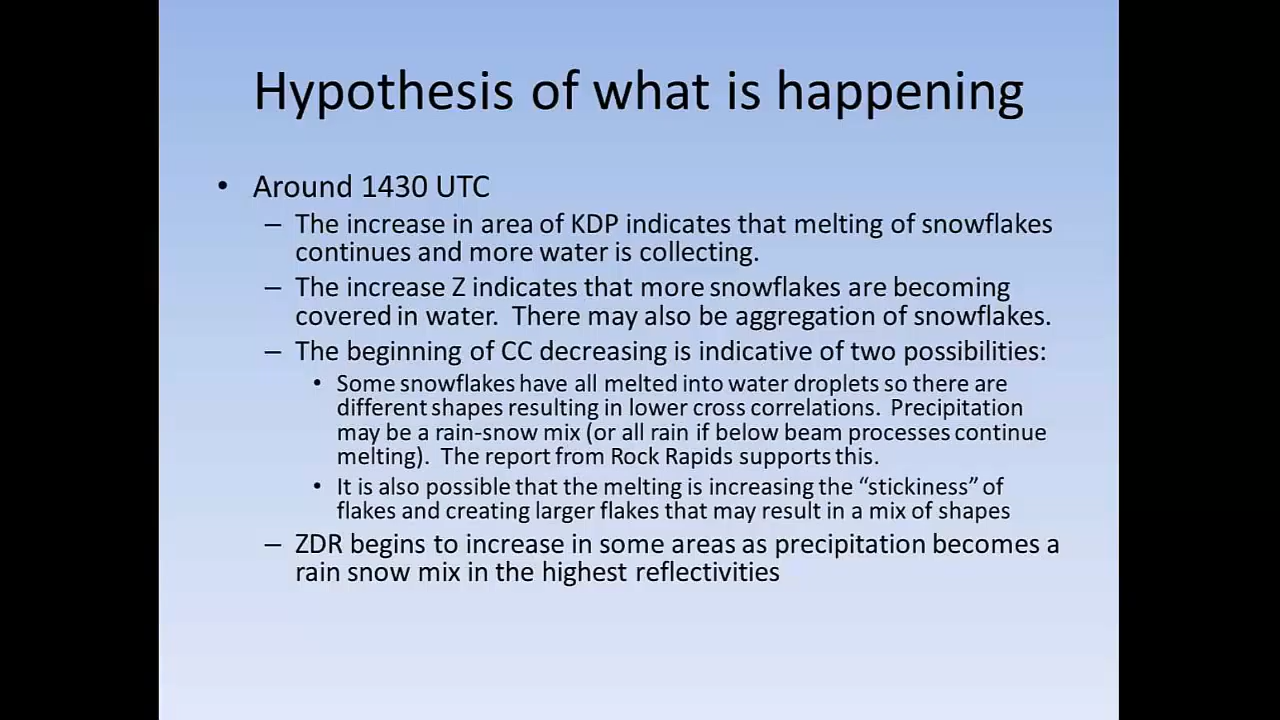 Hypothesis of what is happening
• Around 1430 UTC
– The increase in area of KDP indicates that melting of snowflakes
continues and more water is collecting.
– The increase Z indicates that more snowflakes are becoming
covered in water.  There may also be aggregation of snowflakes.
– The beginning of CC decreasing is indicative of two possibilities:
• Some snowflakes have all melted into water droplets so there are
different shapes resulting in lower cross correlations.  Precipitation
may be a rain-snow mix (or all rain if below beam processes continue
melting).  The report from Rock Rapids supports this.
• It is also possible that the melting is increasing the “stickiness” of
flakes and creating larger flakes that may result in a mix of shapes
– ZDR begins to increase in some areas as precipitation becomes a
rain snow mix in the highest reflectivities